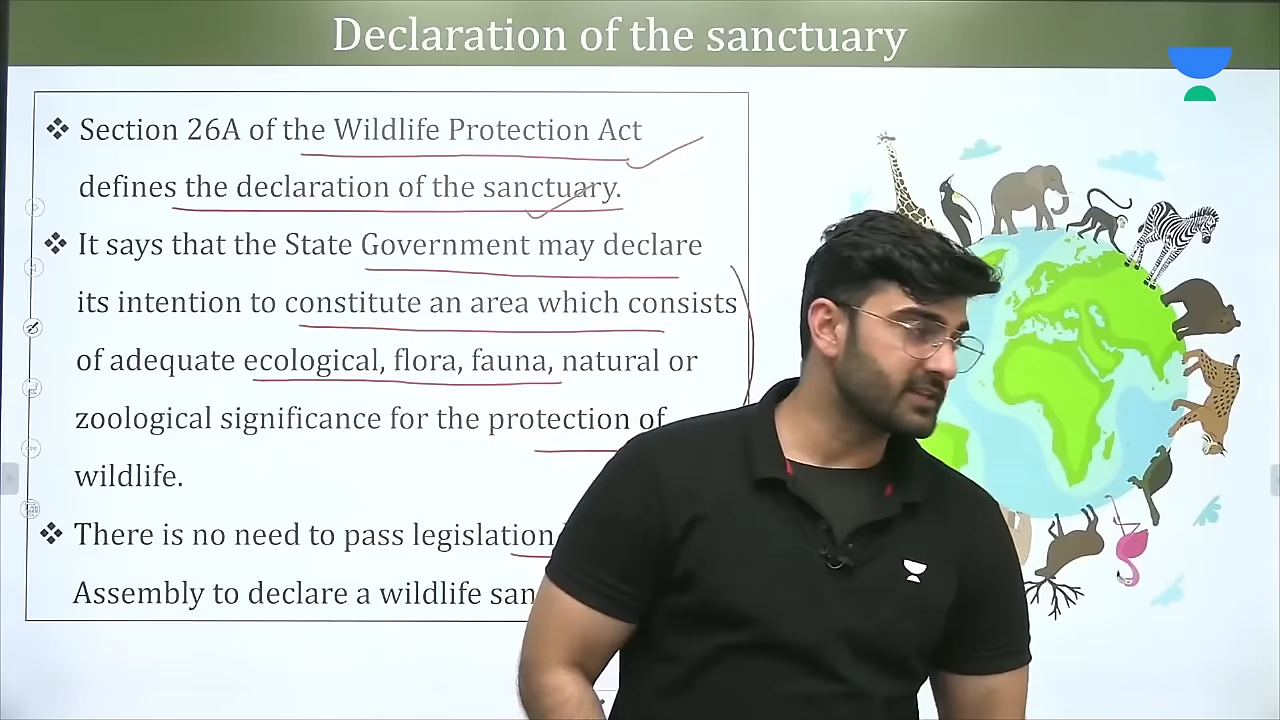 Declaration of the sanctuary
❖ Section 26A of the Wildlife Protection Act
defines the declaration of the sanctuary.
❖ It says that the State Government may declare
its intention to constitute an area which consists
of adequate ecological, flora, fauna, natural or
zoological significance for the protection of
wildlife.
❖ There is no need to pass legislation
Assembly to declare a wildlife san